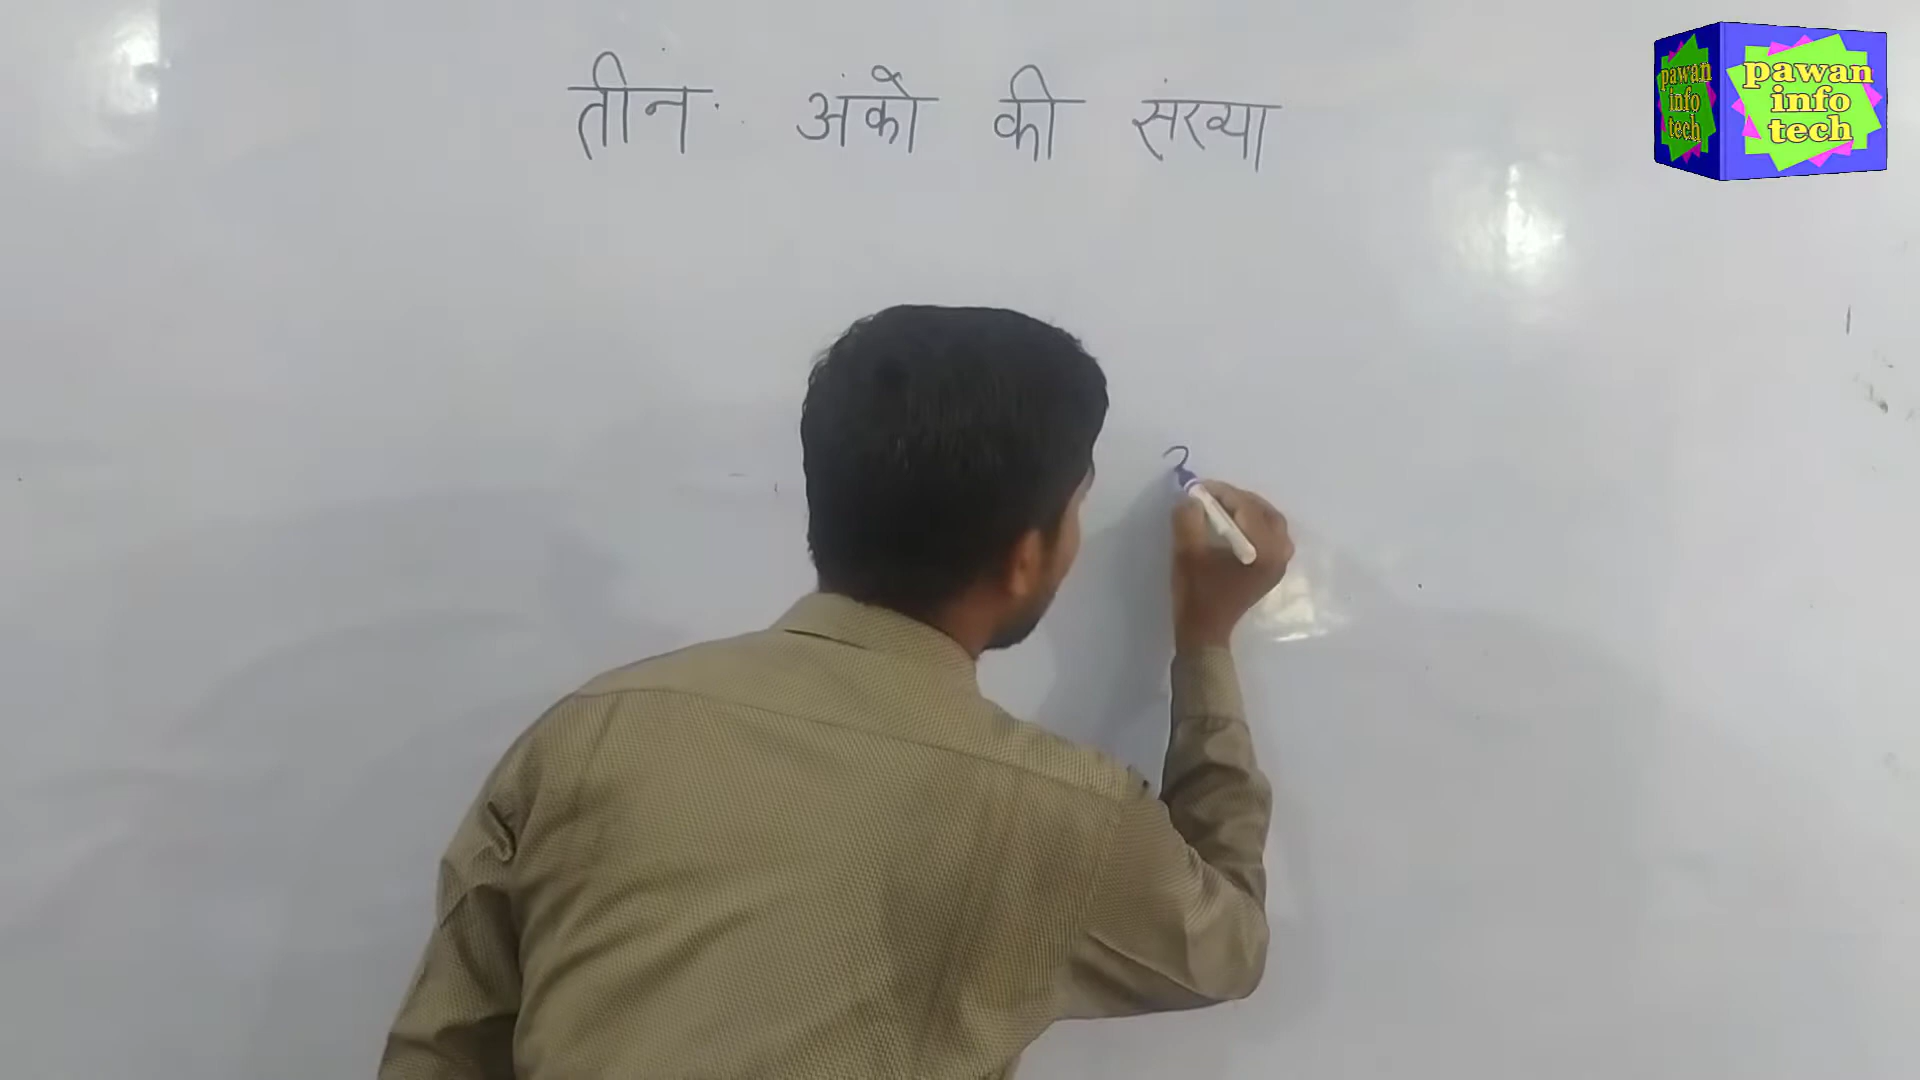 तीन अंको की संख्या
pawan
info
tech
pawan
info
tech